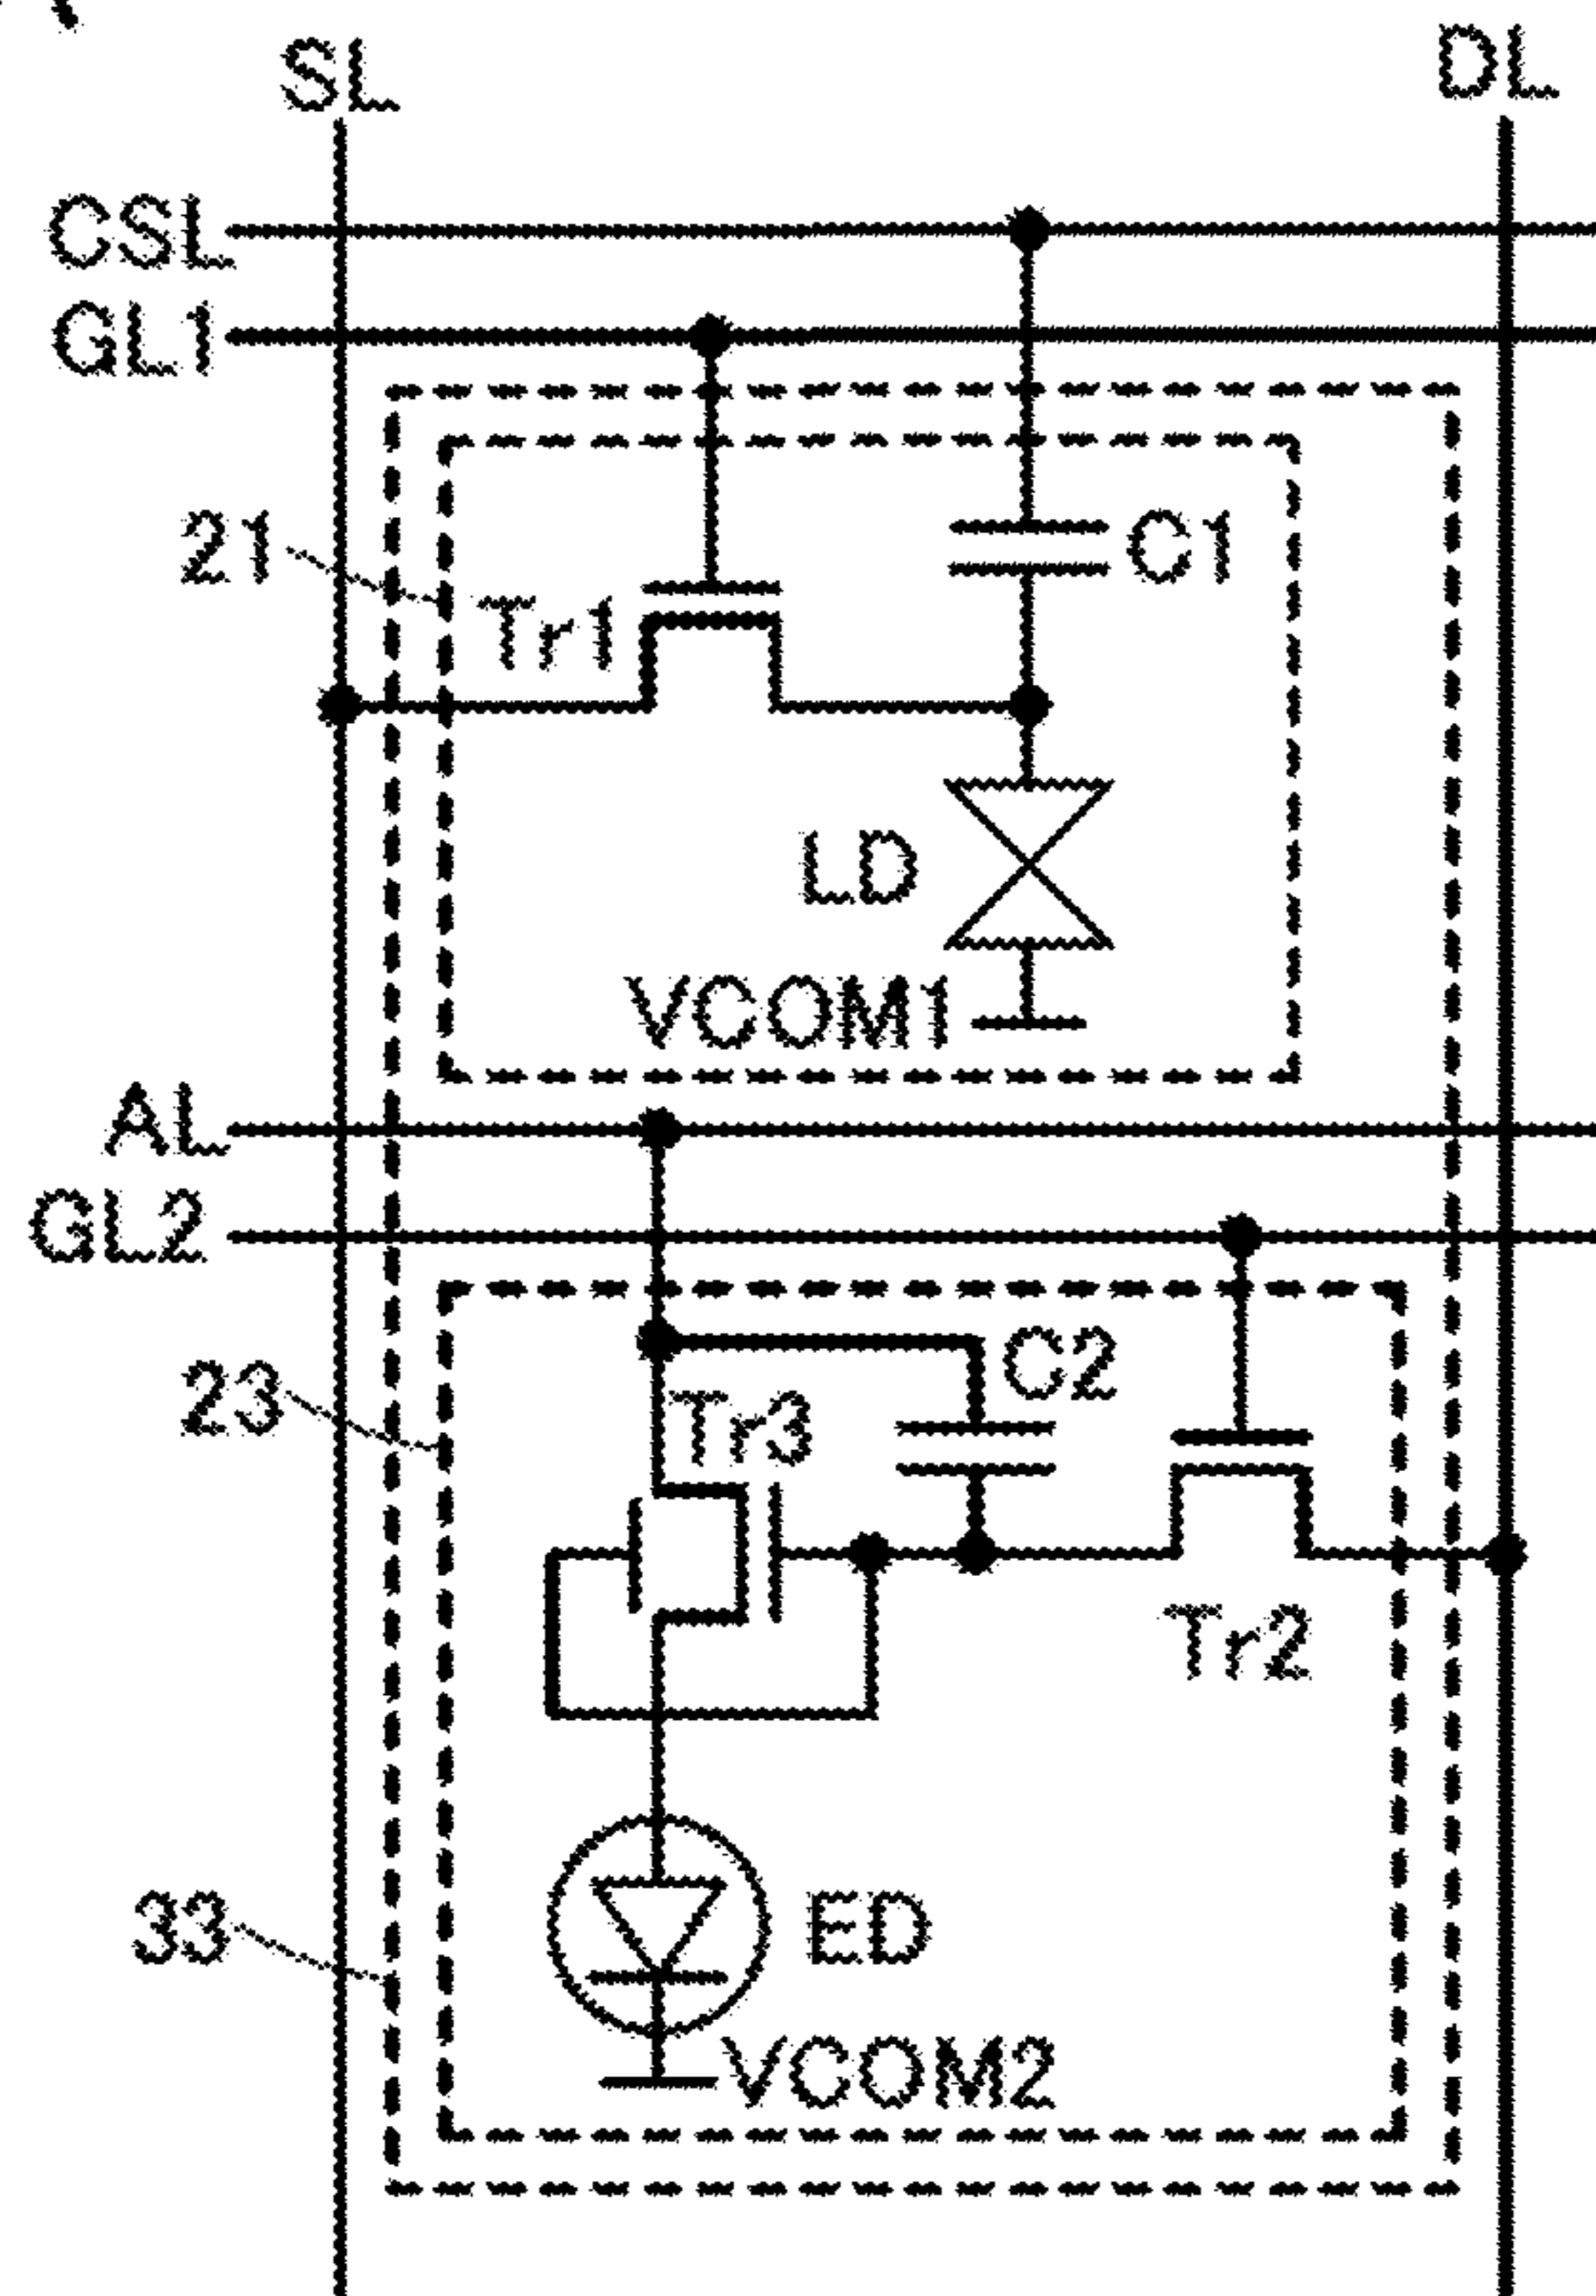 SL
DL
CSL
GL1
21
Tr1
C1
LD
VCOM1
AL
GL2
C2
23
Tr3
Tr2
33
ED
VCOM2